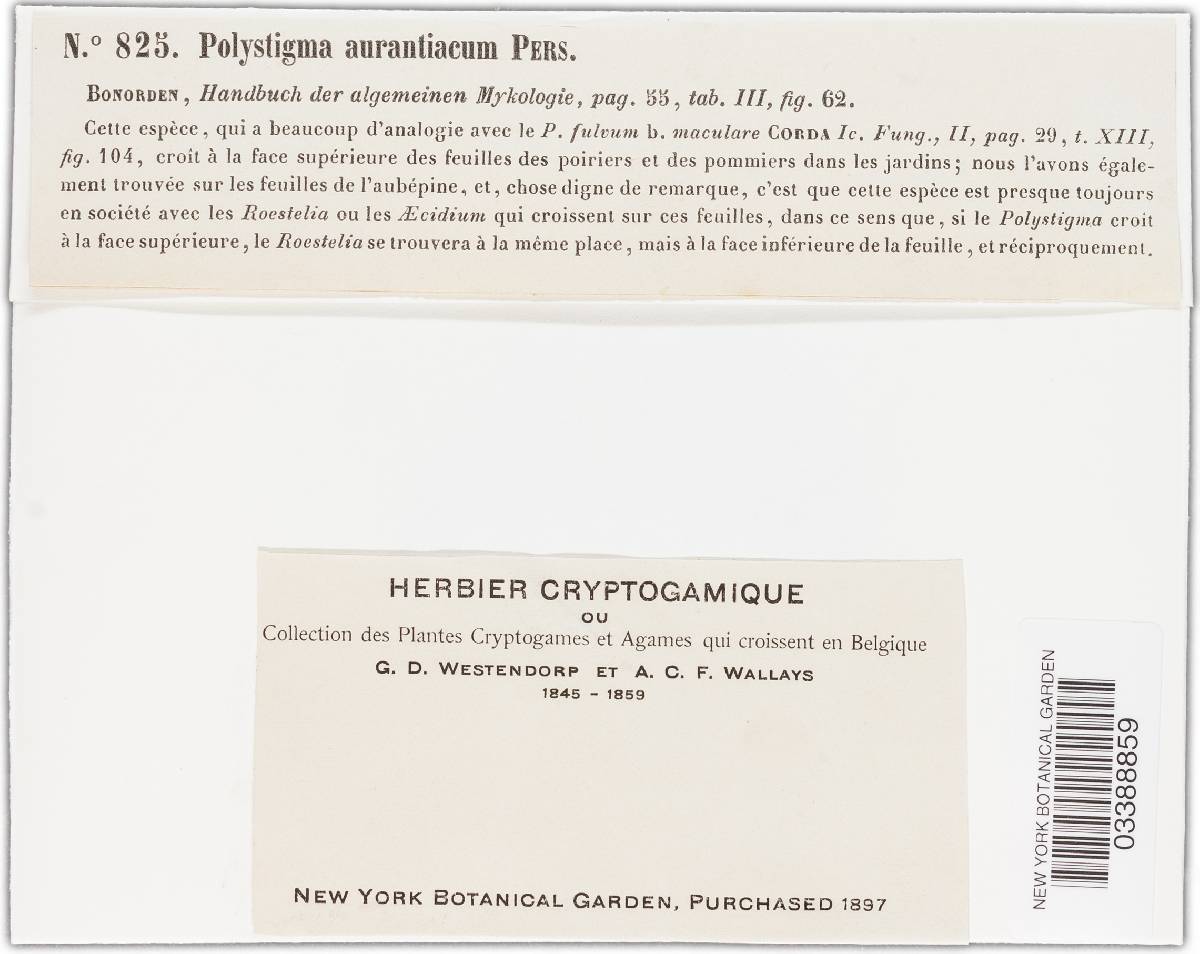 N.º 825. Polystigma aurantiacum PERS.
BONORDEN, Handbuch der algemeinen Mykologie, pag. 55, tab. III, fig. 62.
Cette espèce, qui a beaucoup d'analogie avec le P. fulvum b. maculare CORDA Ic. Fung., II, pag. 29, t. XIII,
fig. 104, croît à la face supérieure des feuilles des poiriers et des pommiers dans les jardins; nous l'avons égale-
ment trouvée sur les feuilles de l'aubépine, et, chose digne de remarque, c'est que cette espèce est presque toujours
en société avec les Roestelia ou les Æcidium qui croissent sur ces feuilles, dans ce sens que, si le Polystigma croit
à la face supérieure, le Roestelia se trouvera à la même place, mais à la face inférieure de la feuille, et réciproquement.
HERBIER CRYPTOGAMIQUE
OU
Collection des Plantes Cryptogames et Agames qui croissent en Belgique
G. D. WESTENDORP ET A. C. F. WALLAYS
1845 - 1859
NEW YORK BOTANICAL GARDEN, PURCHASED 1897
NEW YORK BOTANICAL GARDEN
03388859